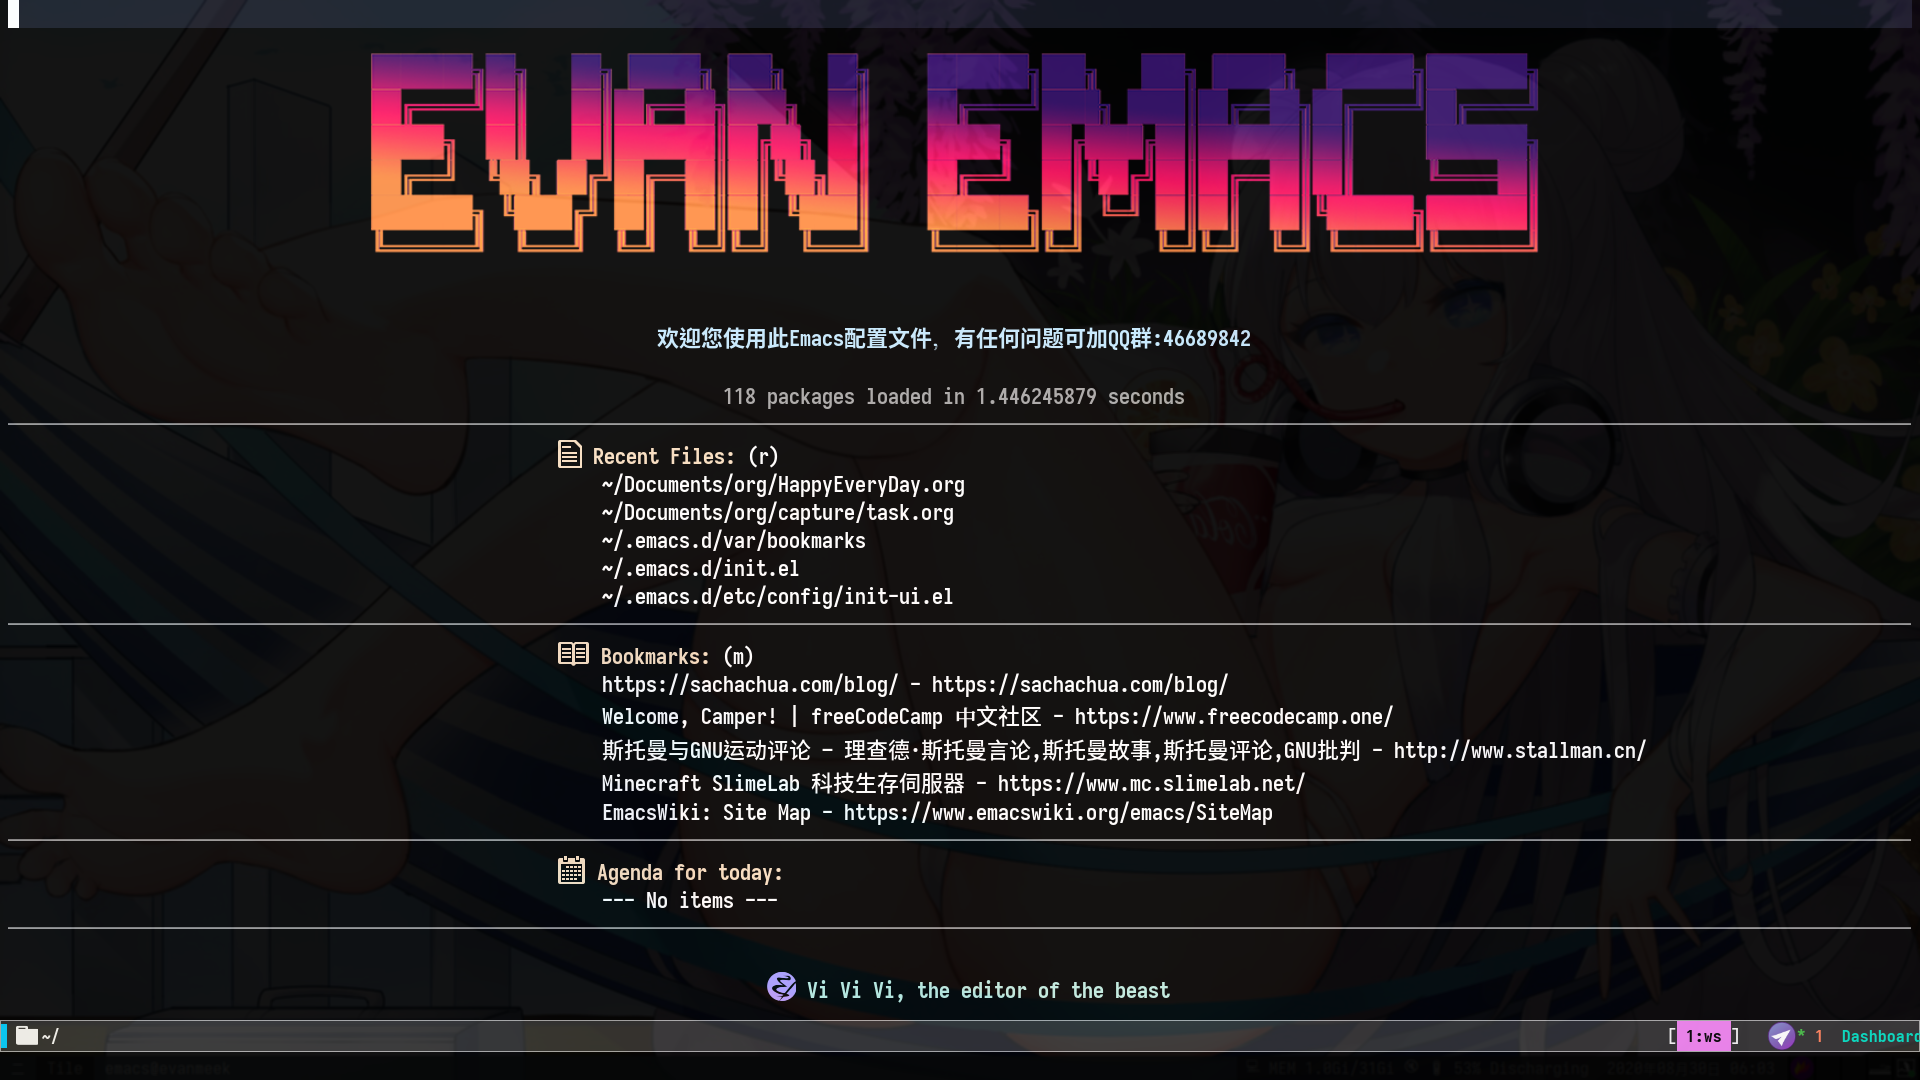 EVAN EMACS
欢迎您使用此Emacs配置文件, 有任何问题可加QQ群:46689842
118 packages loaded in 1.446245879 seconds
Recent Files: (r)
~/Documents/org/HappyEveryDay.org
~/Documents/org/capture/task.org
~/.emacs.d/var/bookmarks
~/.emacs.d/init.el
~/.emacs.d/etc/config/init-ui.el
Bookmarks: (m)
https://sachachua.com/blog/ - https://sachachua.com/blog/
Welcome, Camper! | freeCodeCamp 中文社区 - https://www.freecodecamp.one/
斯托曼与GNU运动评论 - 理查德·斯托曼言论,斯托曼故事,斯托曼评论,GNU批判 - http://www.stallman.cn/
Minecraft SlimeLab 科技生存伺服器 - https://www.mc.slimelab.net/
EmacsWiki: Site Map - https://www.emacswiki.org/emacs/SiteMap
Agenda for today:
--- No items ---
Vi Vi Vi, the editor of the beast
~/ [ 1:ws ] * 1 Dashboard